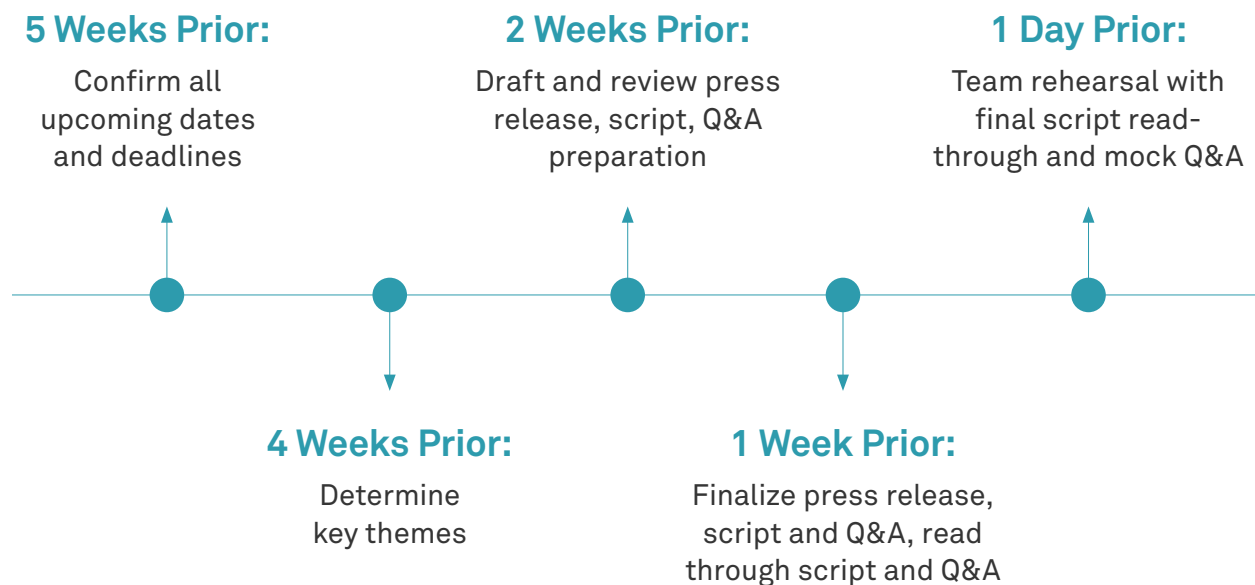 5 Weeks Prior:
Confirm all
upcoming dates
and deadlines
2 Weeks Prior:
Draft and review press
release, script, Q&A
preparation
1 Day Prior:
Team rehearsal with
final script read-
through and mock Q&A
4 Weeks Prior:
Determine
key themes
1 Week Prior:
Finalize press release,
script and Q&A, read
through script and Q&A